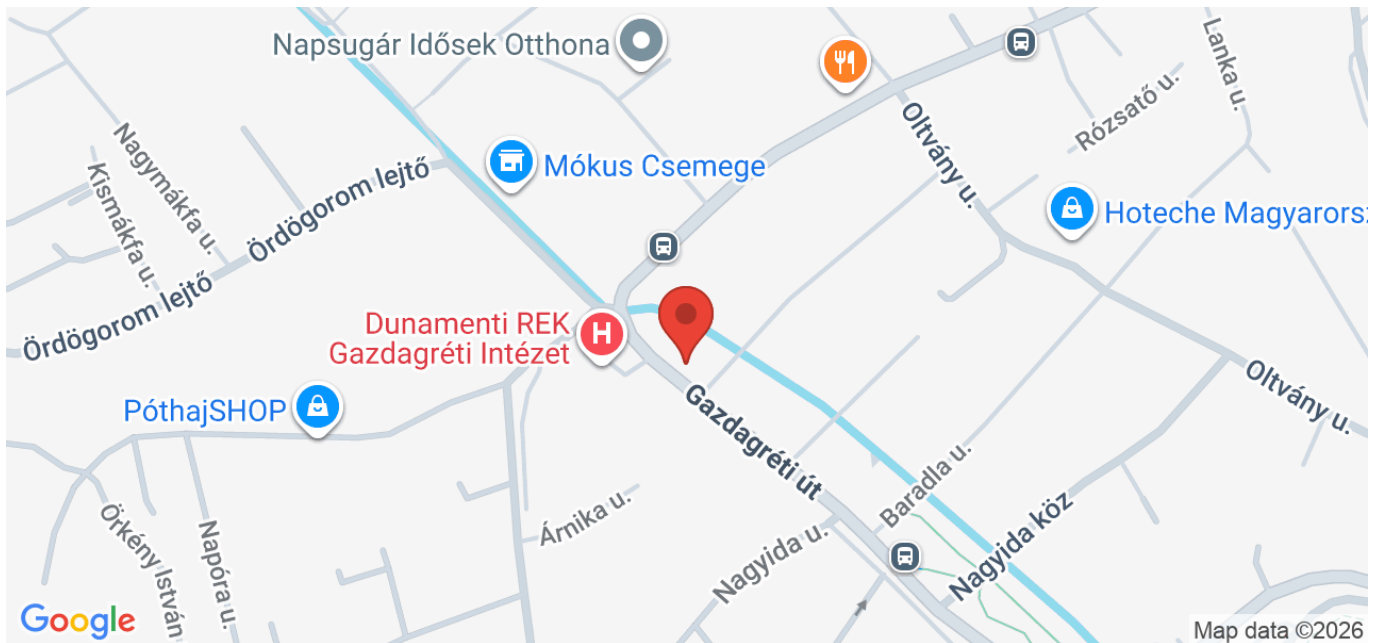 Napsugár Idősek Otthona
Lanka u.
Rózsatő u.
Oltvány u.
Nagymákfa u.
Kismákfa u.
Ördögorom lejtő
Mókus Csemege
Hoteche Magyarorsz
Ördögorom lejtő
H
Dunamenti REK
Gazdagréti Intézet
PóthajSHOP
Gazdagréti út
Oltvány u.
Baradla u.
Árnika u.
Nagyida u.
Nagyida köz
Örkény István
Napóra u.
Google
Map data ©2026